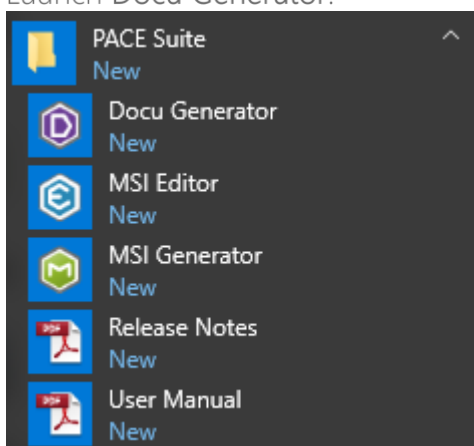 Launch Docu Generator.
PACE Suite
New
Docu Generator
New
MSI Editor
New
MSI Generator
New
Release Notes
New
User Manual
New